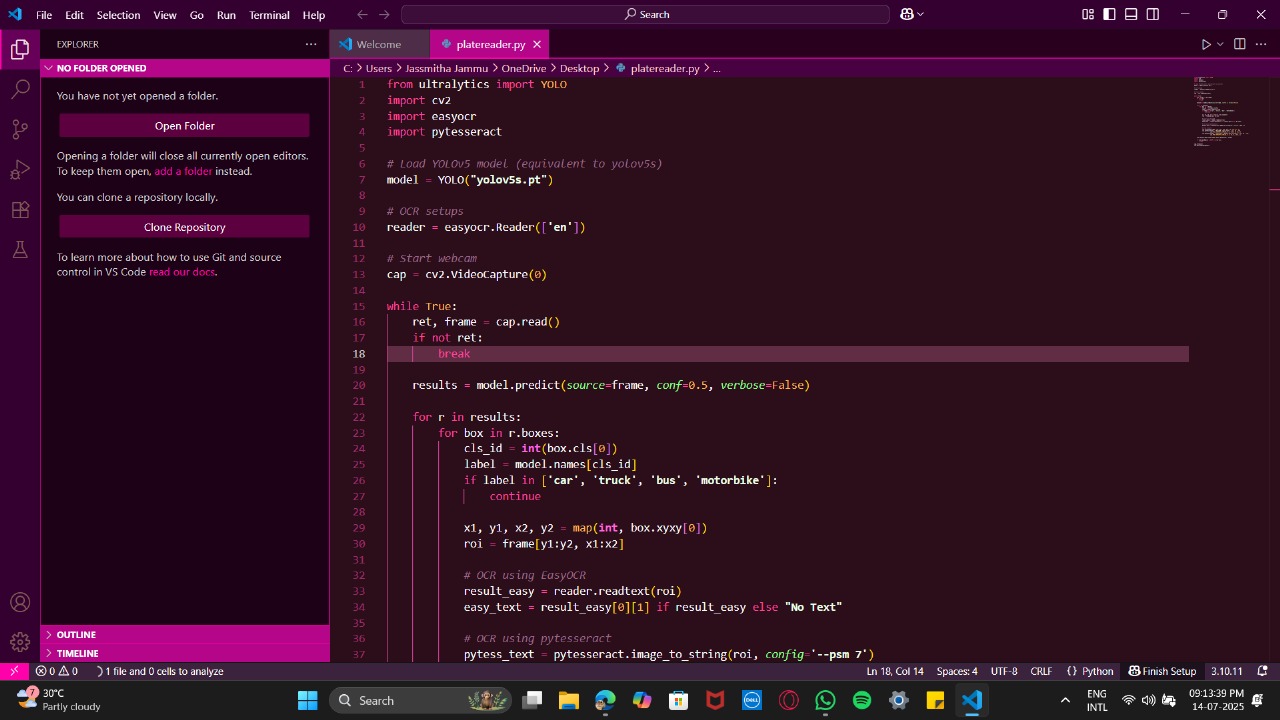 File Edit Selection View Go Run Terminal Help
Search
EXPLORER
Welcome
platereader.py
NO FOLDER OPENED
C: > Users > Jassmitha Jammu > OneDrive > Desktop > platereader.py > ...
You have not yet opened a folder.
Open Folder
Opening a folder will close all currently open editors.
To keep them open, add a folder instead.
You can clone a repository locally.
Clone Repository
To learn more about how to use Git and source
control in VS Code read our docs.
OUTLINE
TIMELINE
1 from ultralytics import YOLO
2 import cv2
3 import easyocr
4 import pytesseract
5
6 # Load YOLOv5 model (equivalent to yolov5s)
7 model = YOLO("yolov5s.pt")
8
9 # OCR setups
10 reader = easyocr.Reader(['en'])
11
12 # Start webcam
13 cap = cv2.VideoCapture(0)
14
15 while True:
16 ret, frame = cap.read()
17 if not ret:
18 break
19
20 results = model.predict(source=frame, conf=0.5, verbose=False)
21
22 for r in results:
23 for box in r.boxes:
24 cls_id = int(box.cls[0])
25 label = model.names[cls_id]
26 if label in ['car', 'truck', 'bus', 'motorbike']:
27 continue
28
29 x1, y1, x2, y2 = map(int, box.xyxy[0])
30 roi = frame[y1:y2, x1:x2]
31
32 # OCR using EasyOCR
33 result_easy = reader.readtext(roi)
34 easy_text = result_easy[0][1] if result_easy else "No Text"
35
36 # OCR using pytesseract
37 pytess_text = pytesseract.image_to_string(roi, config='--psm 7')
0 0 1 file and 0 cells to analyze
Ln 18, Col 14 Spaces: 4 UTF-8 CRLF {} Python Finish Setup 3.10.11
7
30°C
Partly cloudy
Search
DELL
ENG
INTL
09:13:39 PM
14-07-2025